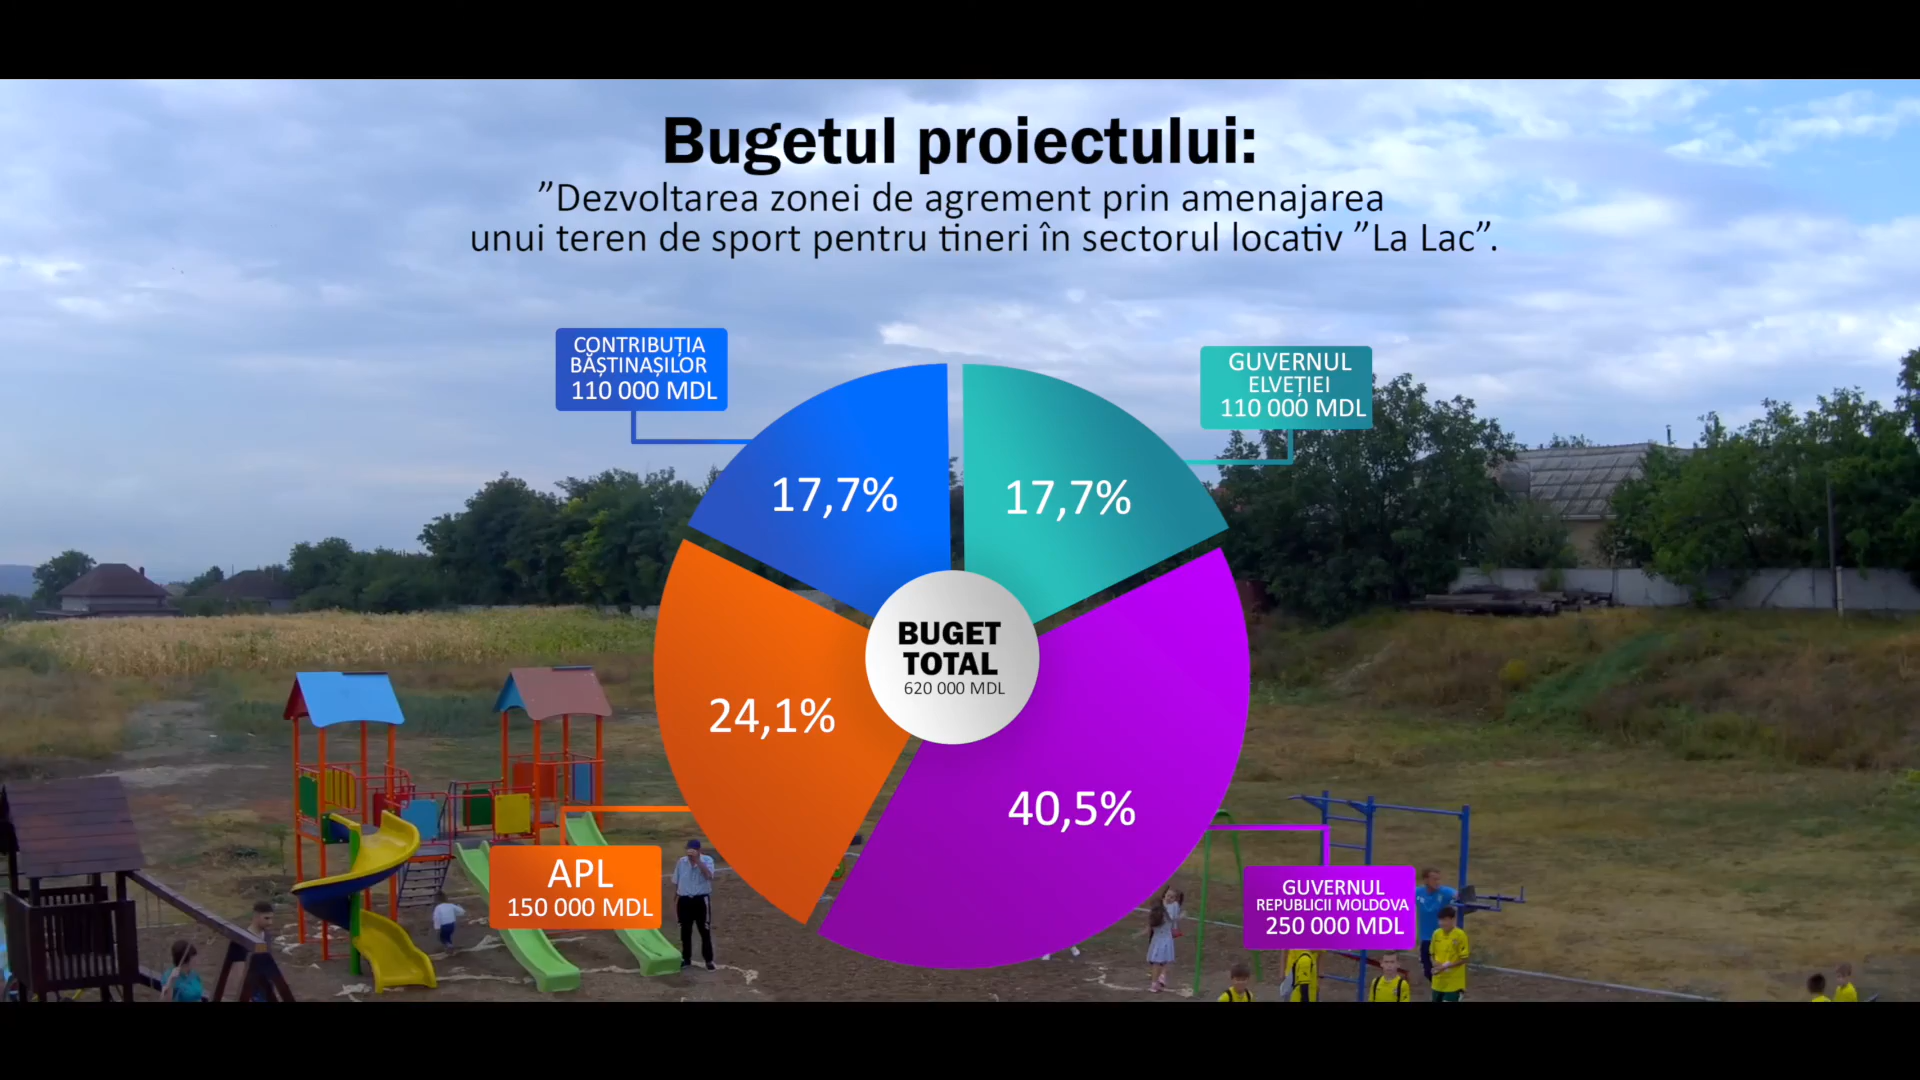 Bugetul proiectului:
”Dezvoltarea zonei de agrement prin amenajarea
unui teren de sport pentru tineri în sectorul locativ ”La Lac”.
CONTRIBUȚIA
BĂȘTINAȘILOR
110 000 MDL
GUVERNUL
ELVEȚIEI
110 000 MDL
17,7%
17,7%
BUGET
TOTAL
620 000 MDL
24,1%
40,5%
APL
150 000 MDL
GUVERNUL
REPUBLICII MOLDOVA
250 000 MDL